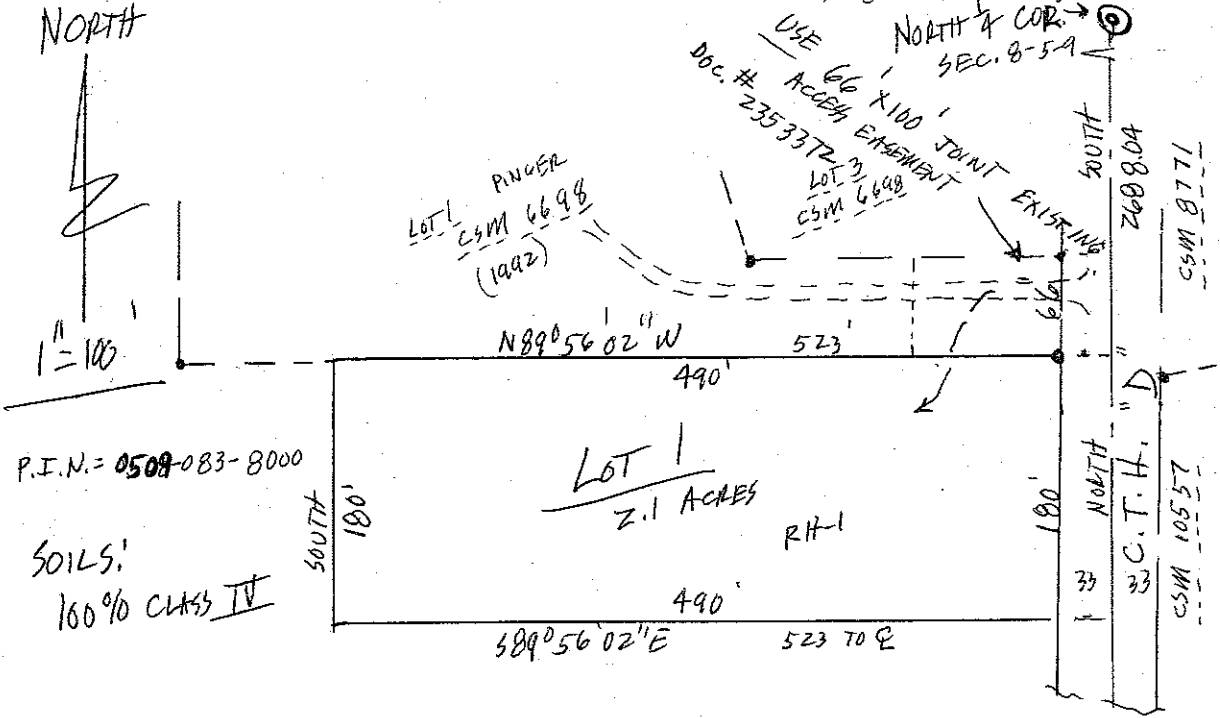 NORTH
1" = 100'
NORTH 1/4 COR.
SEC. 8-5-9
USE 66' X 100' JOINT
ACCESS EASEMENT
DOC. # 2353372
EXISTING
LOT 3
CSM 6698
LOT 1 PINGER
CSM 6698
(1992)
SOUTH 2688.04
CSM 8771
66'
N89°56'02"W 523'
490'
LOT 1
2.1 ACRES
RH-1
SOUTH
180'
180'
NORTH
33
33
C.T.H. "D"
CSM 10557
490'
S89°56'02"E 523 TO ℄
P.I.N. = 0509-083-8000
SOILS:
100% CLASS IV